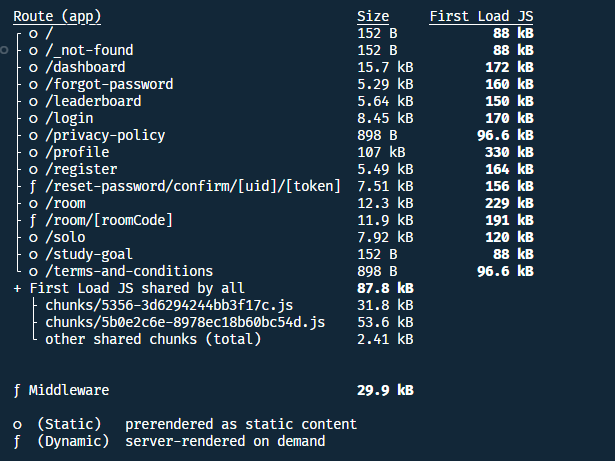 Route (app) Size First Load JS
┌ ○ / 152 B 88 kB
├ ○ /_not-found 152 B 88 kB
├ ○ /dashboard 15.7 kB 172 kB
├ ○ /forgot-password 5.29 kB 160 kB
├ ○ /leaderboard 5.64 kB 150 kB
├ ○ /login 8.45 kB 170 kB
├ ○ /privacy-policy 898 B 96.6 kB
├ ○ /profile 107 kB 330 kB
├ ○ /register 5.49 kB 164 kB
├ ƒ /reset-password/confirm/[uid]/[token] 7.51 kB 156 kB
├ ○ /room 12.3 kB 229 kB
├ ƒ /room/[roomCode] 11.9 kB 191 kB
├ ○ /solo 7.92 kB 120 kB
├ ○ /study-goal 152 B 88 kB
└ ○ /terms-and-conditions 898 B 96.6 kB
+ First Load JS shared by all 87.8 kB
├ chunks/5356-3d6294244bb3f17c.js 31.8 kB
├ chunks/5b0e2c6e-8978ec18b60bc54d.js 53.6 kB
└ other shared chunks (total) 2.41 kB
ƒ Middleware 29.9 kB
○ (Static) prerendered as static content
ƒ (Dynamic) server-rendered on demand